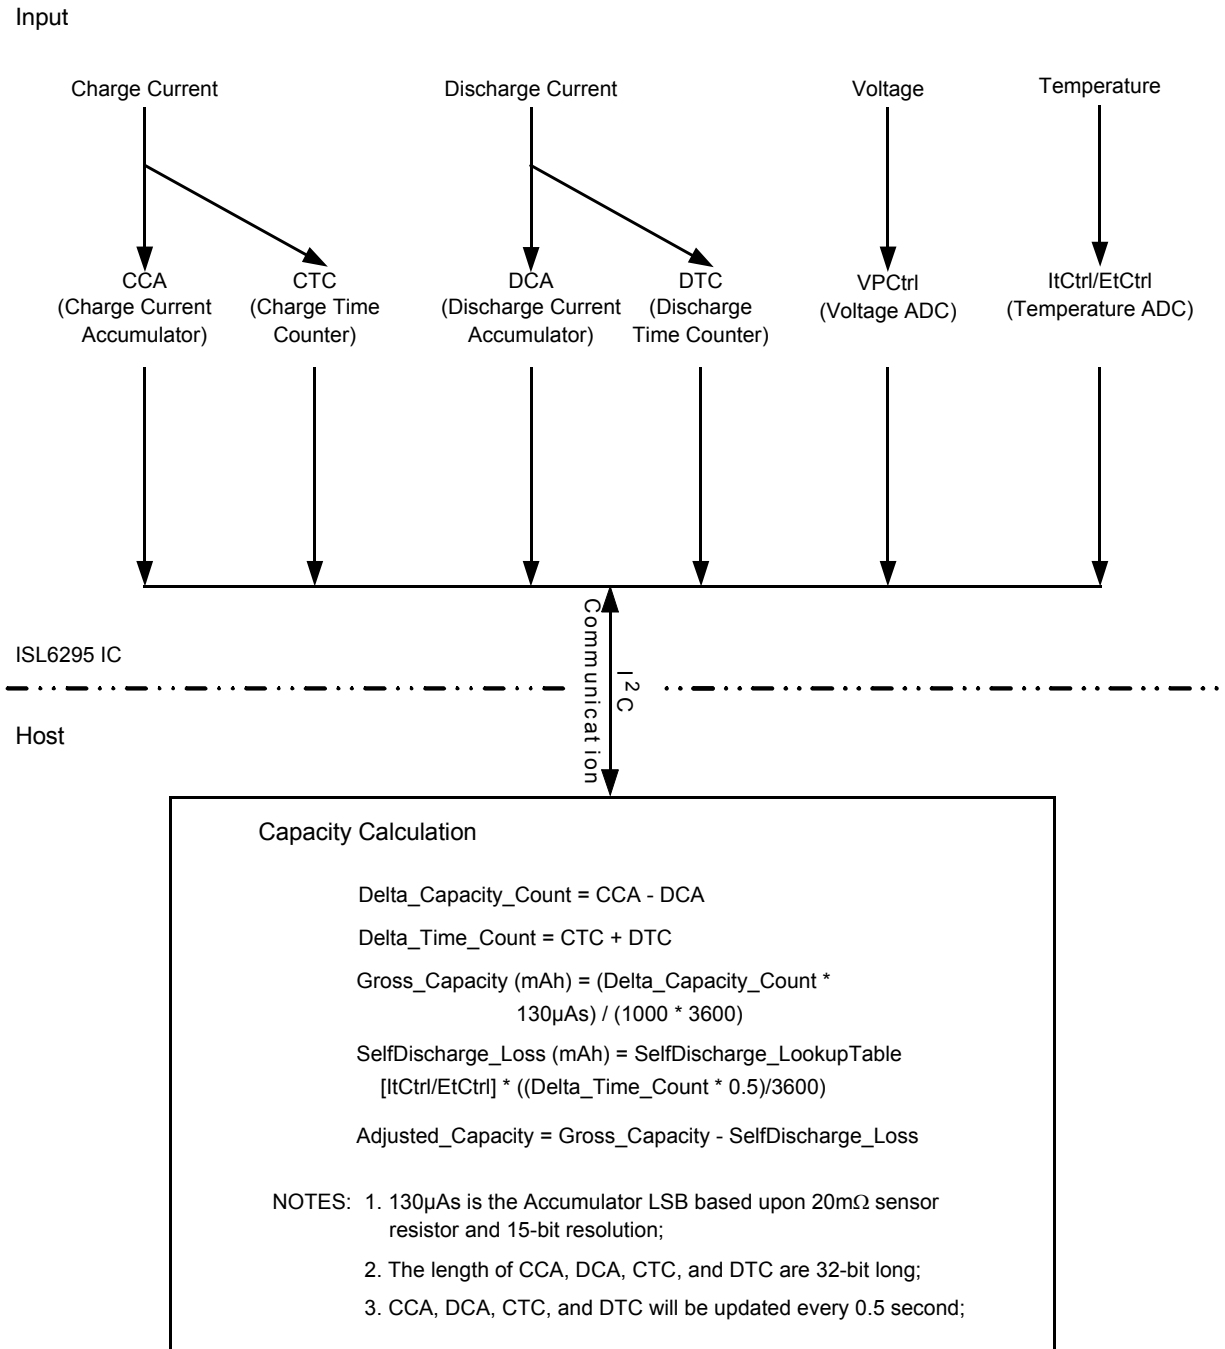 Input
Charge Current
Discharge Current
Voltage
Temperature
CCA
(Charge Current
Accumulator)
CTC
(Charge Time
Counter)
DCA
(Discharge Current
Accumulator)
DTC
(Discharge
Time Counter)
VPCtrl
(Voltage ADC)
ItCtrl/EtCtrl
(Temperature ADC)
I2C
Communication
ISL6295 IC
Host
Capacity Calculation
Delta_Capacity_Count = CCA - DCA
Delta_Time_Count = CTC + DTC
Gross_Capacity (mAh) = (Delta_Capacity_Count *
130µAs) / (1000 * 3600)
SelfDischarge_Loss (mAh) = SelfDischarge_LookupTable
[ItCtrl/EtCtrl] * ((Delta_Time_Count * 0.5)/3600)
Adjusted_Capacity = Gross_Capacity - SelfDischarge_Loss
NOTES: 1. 130µAs is the Accumulator LSB based upon 20mΩ sensor
resistor and 15-bit resolution;
2. The length of CCA, DCA, CTC, and DTC are 32-bit long;
3. CCA, DCA, CTC, and DTC will be updated every 0.5 second;